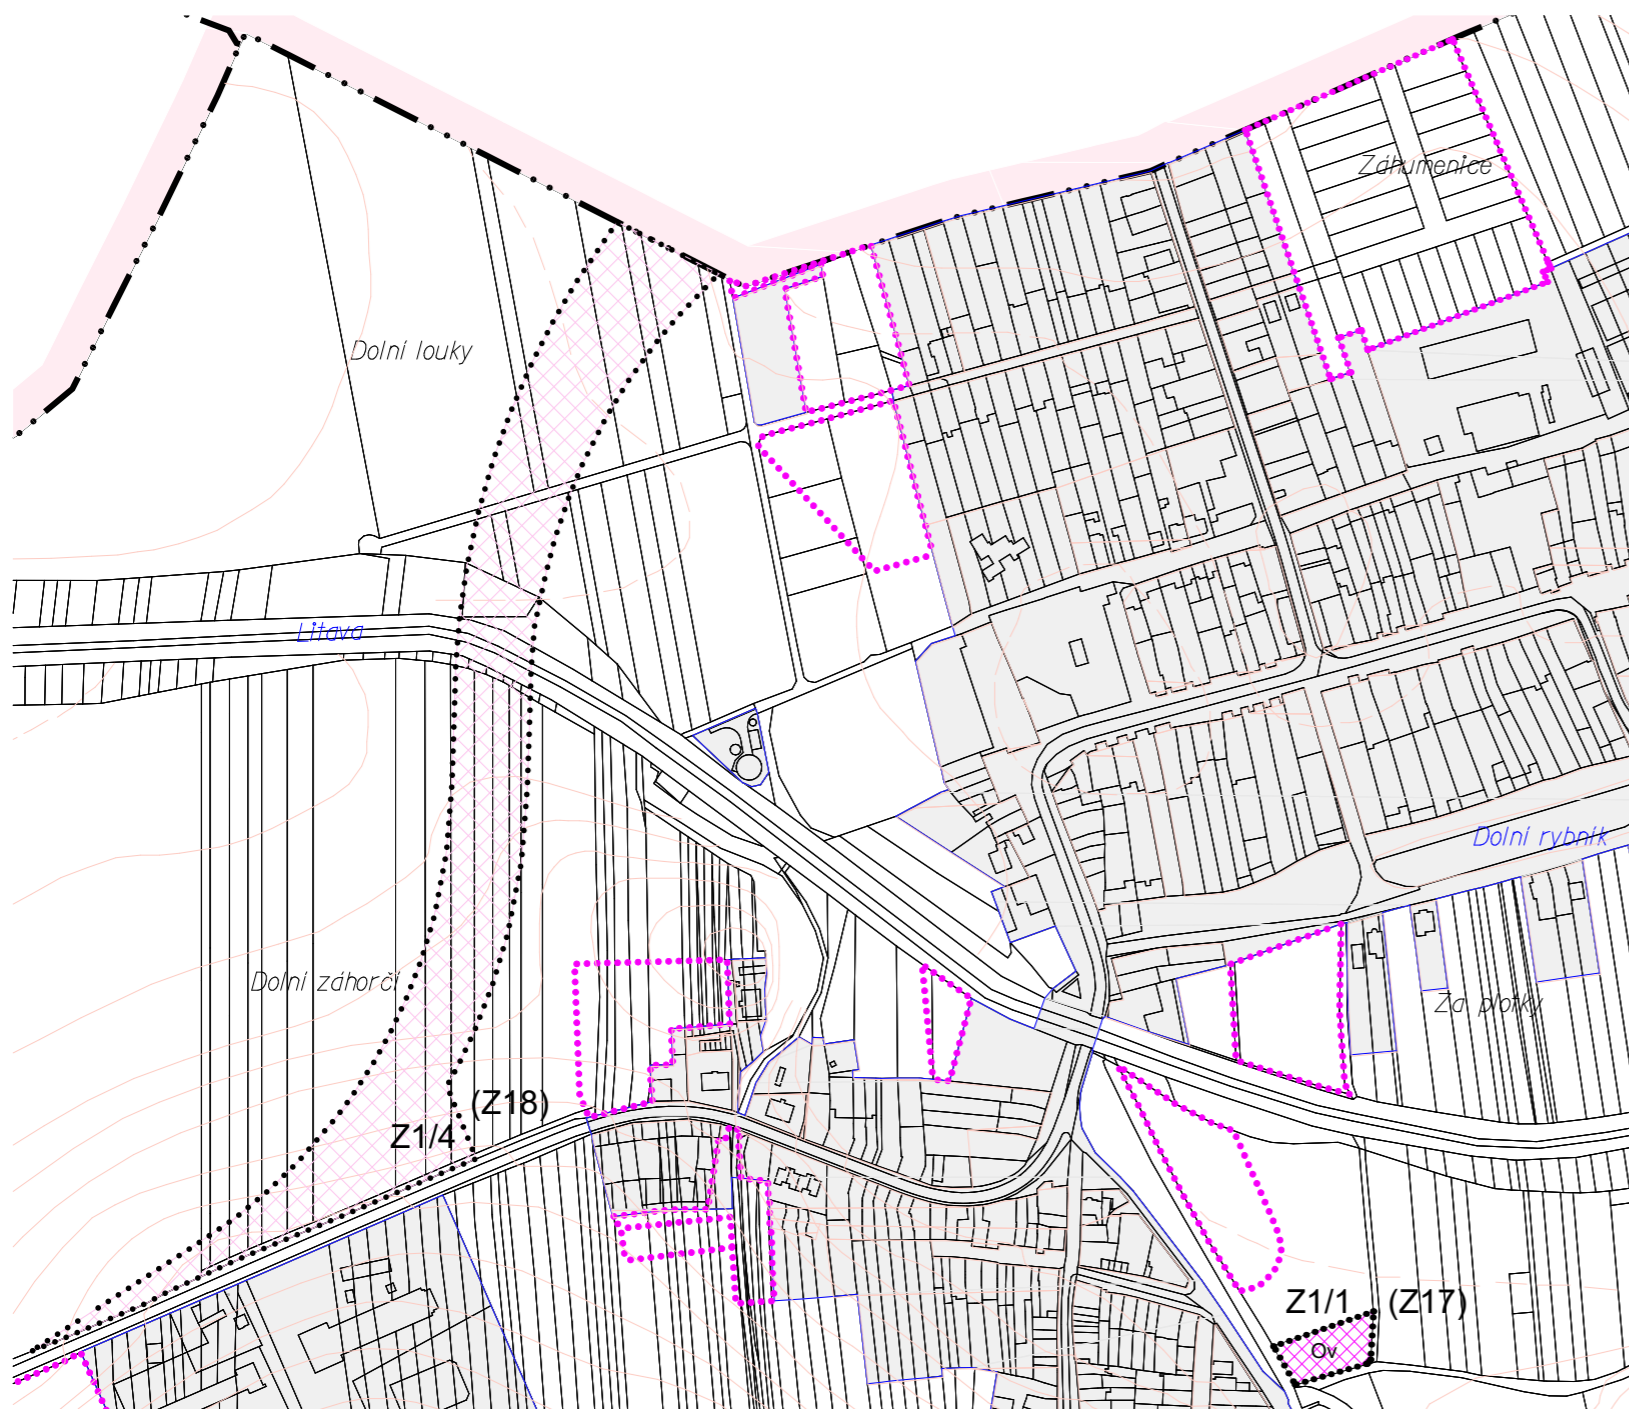 Záhumenice
Dolní louky
Litava
Dolní rybník
Dolní záhorčí
Za plotky
(Z18)
Z1/4
Z1/1 (Z17)
Ov